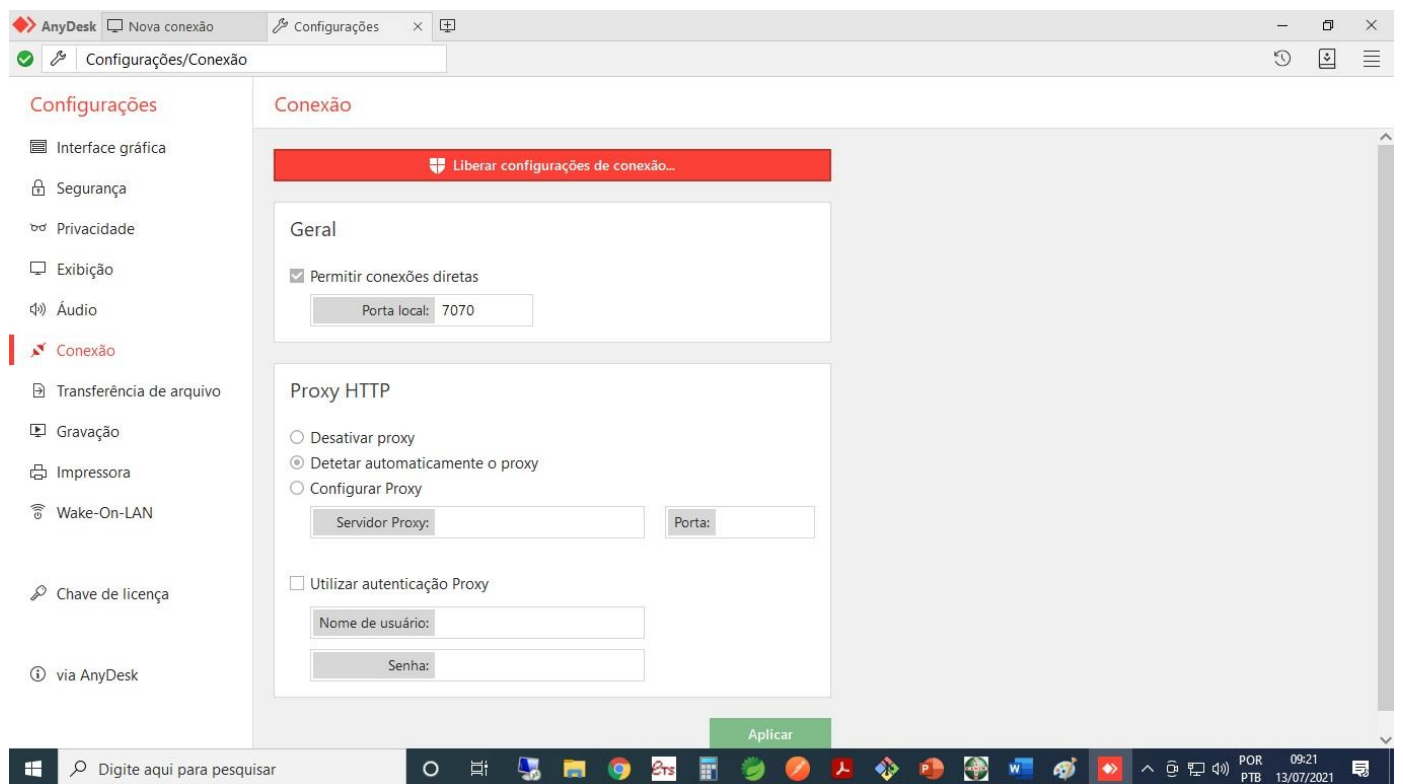 AnyDesk Nova conexão Configurações
Configurações/Conexão
Configurações
Interface gráfica
Segurança
Privacidade
Exibição
Áudio
Conexão
Transferência de arquivo
Gravação
Impressora
Wake-On-LAN
Chave de licença
via AnyDesk
Conexão
Liberar configurações de conexão...
Geral
Permitir conexões diretas
Porta local: 7070
Proxy HTTP
Desativar proxy
Detetar automaticamente o proxy
Configurar Proxy
Servidor Proxy: Porta:
Utilizar autenticação Proxy
Nome de usuário:
Senha:
Aplicar
Digite aqui para pesquisar
POR 09:21
PTB 13/07/2021